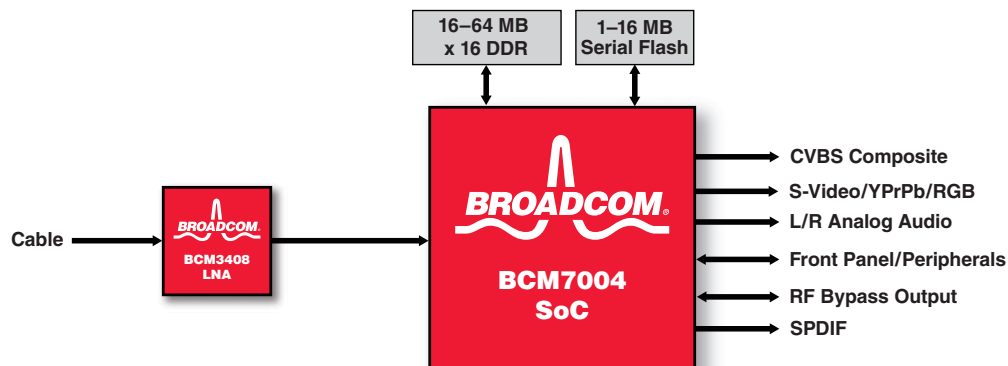 16–64 MB
x 16 DDR
1–16 MB
Serial Flash
CVBS Composite
S-Video/YPrPb/RGB
BROADCOM®
L/R Analog Audio
Cable
BROADCOM®
BCM3408
LNA
BCM7004
SoC
Front Panel/Peripherals
RF Bypass Output
SPDIF